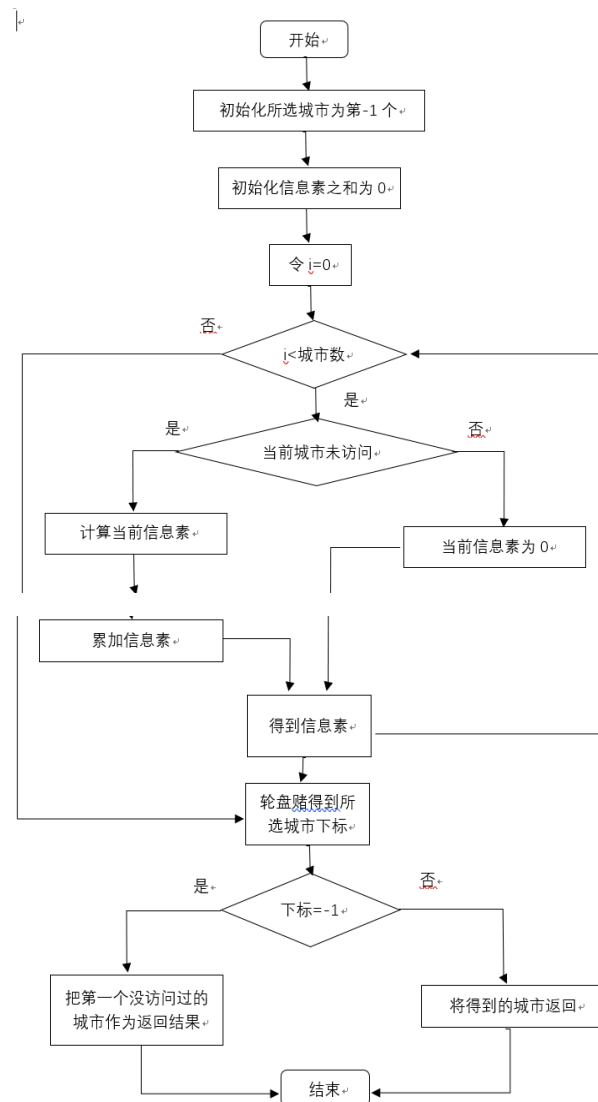 开始
初始化所选城市为第-1 个
初始化信息素之和为 0
令 i=0
否
i<城市数
是
是
当前城市未访问
否
计算当前信息素
当前信息素为 0
累加信息素
得到信息素
轮盘赌得到所
选城市下标
是
下标=-1
否
把第一个没访问过的
城市作为返回结果
将得到的城市返回
结束